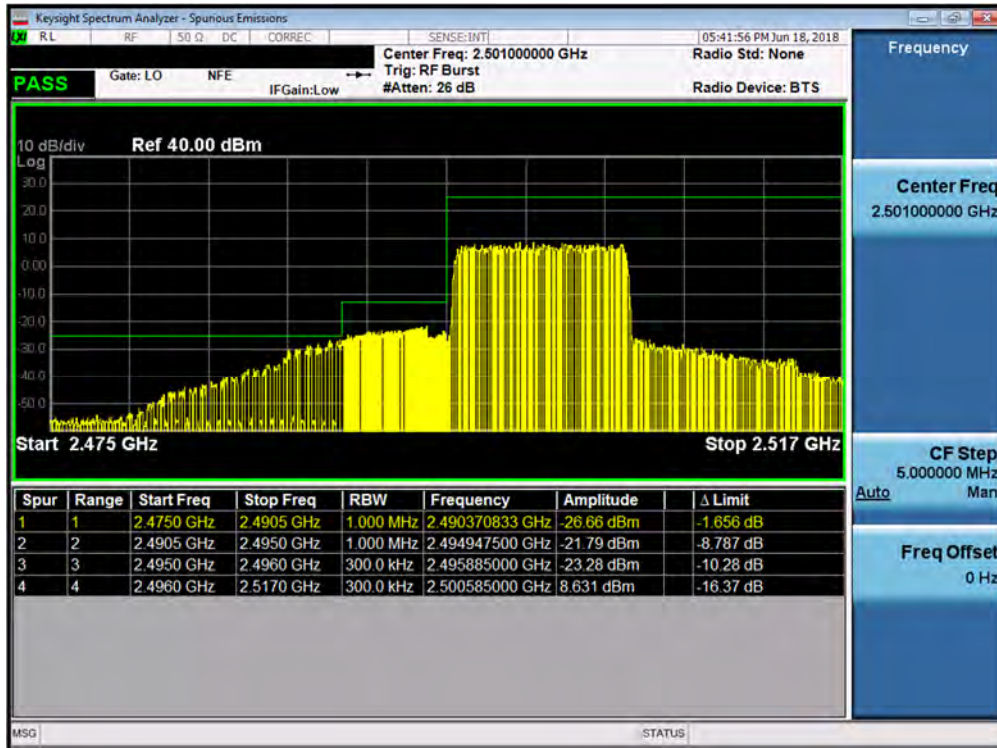 Keysight Spectrum Analyzer - Spurious Emissions
LXI RL RF 50 Ω DC CORREC SENSE:INT 05:41:56 PM Jun 18, 2018
Center Freq: 2.501000000 GHz Radio Std: None
PASS Gate: LO NFE Trig: RF Burst
IFGain:Low #Atten: 26 dB Radio Device: BTS
10 dB/div Ref 40.00 dBm
Log
30.0
20.0
10.0
0.00
-10.0
-20.0
-30.0
-40.0
-50.0
Start 2.475 GHz Stop 2.517 GHz
Spur Range Start Freq Stop Freq RBW Frequency Amplitude Δ Limit
1 1 2.4750 GHz 2.4905 GHz 1.000 MHz 2.490370833 GHz -26.66 dBm -1.656 dB
2 2 2.4905 GHz 2.4950 GHz 1.000 MHz 2.494947500 GHz -21.79 dBm -8.787 dB
3 3 2.4950 GHz 2.4960 GHz 300.0 kHz 2.495885000 GHz -23.28 dBm -10.28 dB
4 4 2.4960 GHz 2.5170 GHz 300.0 kHz 2.500585000 GHz 8.631 dBm -16.37 dB
Frequency
Center Freq
2.501000000 GHz
CF Step
5.000000 MHz
Auto Man
Freq Offset
0 Hz
MSG STATUS